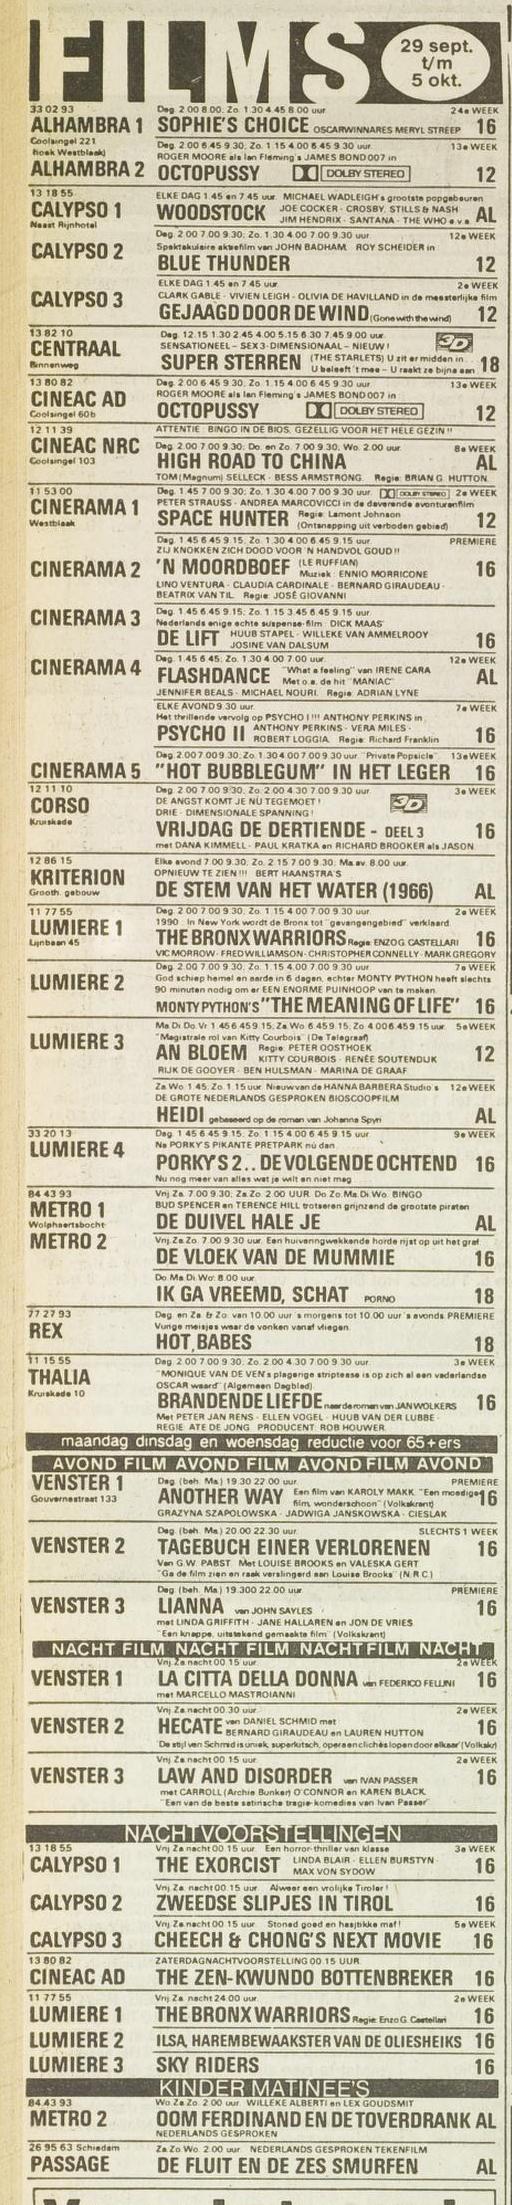 FILMS
29 sept.
t/m
5 okt.
33 02 93 Dag. 2.00 8.00; Zo. 1.30 4.45 8.00 uur 24e WEEK
ALHAMBRA 1 SOPHIE'S CHOICE OSCARWINNARES MERYL STREEP 16
Coolsingel 221
(hoek Westblaak) Dag. 2.00 6.45 9.30; Zo. 1.15 4.00 6.45 9.30 uur 13e WEEK
ROGER MOORE als Ian Fleming's JAMES BOND 007 in
ALHAMBRA 2 OCTOPUSSY DOLBY STEREO 12
13 18 55 ELKE DAG 1.45 en 7.45 uur. MICHAEL WADLEIGH's grootste popgebeuren
CALYPSO 1 WOODSTOCK JOE COCKER - CROSBY, STILLS & NASH
Naast Rijnhotel JIM HENDRIX - SANTANA - THE WHO e.v.a. AL
Dag. 2.00 7.00 9.30; Zo. 1.15 4.00 6.45 9.30 uur 12e WEEK
CALYPSO 2 Spektakulaire aktiefilm van JOHN BADHAM. ROY SCHEIDER in
BLUE THUNDER 12
ELKE DAG 1.45 en 7.45 uur. 2e WEEK
CALYPSO 3 CLARK GABLE - VIVIEN LEIGH - OLIVIA DE HAVILLAND in de meesterlijke film
GEJAAGD DOOR DE WIND (Gone with the wind) 12
13 82 10 Dag. 12.15 1.30 2.45 4.00 5.15 6.30 7.45 9.00 uur.
CENTRAAL SENSATIONEEL - SEX 3-DIMENSIONAAL - NIEUW! 3D
Binnenweg SUPER STERREN (THE STARLETS) U zit er midden in...
U beleeft 't mee - U raakt ze bijna aan 18
13 80 82 Dag. 2.00 6.45 9.30; Zo. 1.15 4.00 6.45 9.30 uur. 13e WEEK
CINEAC AD ROGER MOORE als Ian Fleming's JAMES BOND 007 in
Coolsingel 60b OCTOPUSSY DOLBY STEREO 12
12 11 39 ATTENTIE: BINGO IN DE BIOS, GEZELLIG VOOR HET HELE GEZIN!!
CINEAC NRC Dag. 2.00 7.00 9.30; Do. en Zo. 7.00 9.30; Wo. 2.00 uur. 8e WEEK
Coolsingel 103 HIGH ROAD TO CHINA AL
TOM (Magnum) SELLECK - BESS ARMSTRONG. Regie: BRIAN G. HUTTON.
11 53 00 Dag. 1.45 7.00 9.30; Zo. 1.30 4.00 7.00 9.30 uur. DOLBY STEREO 2e WEEK
CINERAMA 1 PETER STRAUSS - ANDREA MARCOVICCI in de daverende avonturenfilm
Westblaak SPACE HUNTER Regie: Lamont Johnson
(Ontsnapping uit verboden gebied) 12
Dag. 1.45 6.45 9.15; Zo. 1.30 4.00 6.45 9.15 uur. PREMIERE
ZIJ KNOKKEN ZICH DOOD VOOR 'N HANDVOL GOUD!!
CINERAMA 2 'N MOORDBOEF (LE RUFFIAN)
Muziek: ENNIO MORRICONE 16
LINO VENTURA - CLAUDIA CARDINALE - BERNARD GIRAUDEAU -
BEATRIX VAN TIL. Regie: JOSÉ GIOVANNI
Dag. 1.45 6.45 9.15; Zo. 1.15 3.45 6.45 9.15 uur.
CINERAMA 3 Nederlands enige echte suspense-film: DICK MAAS'
DE LIFT HUUB STAPEL - WILLEKE VAN AMMELROOY
JOSINE VAN DALSUM 16
Dag. 1.45 6.45; Zo. 1.30 4.00 7.00 uur. 12e WEEK
CINERAMA 4 FLASHDANCE "What a feeling" van IRENE CARA
Met o.a. de hit "MANIAC" AL
JENNIFER BEALS - MICHAEL NOURI. Regie: ADRIAN LYNE
ELKE AVOND 9.30 uur. 7e WEEK
Het thrillende vervolg op PSYCHO I !!! ANTHONY PERKINS in
PSYCHO II ANTHONY PERKINS - VERA MILES -
ROBERT LOGGIA. Regie: Richard Franklin 16
Dag. 2.00 7.00 9.30; Zo. 1.30 4.00 7.00 9.30 uur. "Private Popsicle" 13e WEEK
CINERAMA 5 "HOT BUBBLEGUM" IN HET LEGER 16
12 11 10 Dag. 2.00 7.00 9.30; Zo. 2.00 4.30 7.00 9.30 uur 3e WEEK
CORSO DE ANGST KOMT JE NU TEGEMOET!
Kruiskade DRIE - DIMENSIONALE SPANNING! 3D
VRIJDAG DE DERTIENDE - DEEL 3 16
met DANA KIMMELL - PAUL KRATKA en RICHARD BROOKER als JASON
12 86 15 Elke avond 7.00 9.30; Zo. 2.15 7.00 9.30; Ma.av. 8.00 uur.
KRITERION OPNIEUW TE ZIEN!!! BERT HAANSTRA'S
Grooth. gebouw DE STEM VAN HET WATER (1966) AL
11 77 55 Dag. 2.00 7.00 9.30; Zo. 1.15 4.00 7.00 9.30 uur 2e WEEK
LUMIERE 1 1990 : In New York wordt de Bronx tot "gevangengebied" verklaard.
Lijnbaan 45 THE BRONX WARRIORS Regie: ENZO G. CASTELLARI 16
VIC MORROW - FRED WILLIAMSON - CHRISTOPHER CONNELLY - MARK GREGORY
Dag. 2.00 7.00 9.30; Zo. 1.15 4.00 7.00 9.30 uur 7e WEEK
LUMIERE 2 God schiep hemel en aarde in 6 dagen, echter MONTY PYTHON heeft slechts
90 minuten nodig om er EEN ENORME PUINHOOP van te maken.
MONTY PYTHON'S "THE MEANING OF LIFE" 16
Ma.Di.Do.Vr. 1.45 6.45 9.15; Za.Wo. 6.45 9.15; Zo. 4.00 6.45 9.15 uur. 5e WEEK
LUMIERE 3 "Magistrale rol van Kitty Courbois" (De Telegraaf)
AN BLOEM Regie: PETER OOSTHOEK
KITTY COURBOIS - RENÉE SOUTENDIJK 12
RIJK DE GOOYER - BEN HULSMAN - MARINA DE GRAAF
Za.Wo. 1.45; Zo. 1.15 uur. Nieuw van de HANNA BARBERA Studio's 12e WEEK
DE GROTE NEDERLANDS GESPROKEN BIOSCOOPFILM
HEIDI gebaseerd op de roman van Johanna Spyri AL
33 20 13 Dag. 1.45 6.45 9.15; Zo. 1.15 4.00 6.45 9.15 uur 9e WEEK
LUMIERE 4 Na PORKY'S PIKANTE PRETPARK nú dan
PORKY'S 2.. DE VOLGENDE OCHTEND 16
Nu nog meer van alles wat je wilt en niet mag
84 43 93 Vrij.Za. 7.00 9.30; Za.Zo. 2.00 UUR. Do.Zo.Ma.Di.Wo. BINGO
METRO 1 BUD SPENCER en TERENCE HILL trotseren grijnzend de grootste piraten
Wolphaertsbocht DE DUIVEL HALE JE AL
METRO 2 Vrij.Za.Zo. 7.00 9.30 uur. Een huiveringwekkende horde rijst op uit het graf
DE VLOEK VAN DE MUMMIE 16
Do.Ma.Di.Wo. 8.00 uur
IK GA VREEMD, SCHAT PORNO 18
77 27 93 Dag. en Za. & Zo. van 10.00 u 's morgens tot 10.00 uur 's avonds. PREMIERE
REX Vurige meisjes waar de vonken vanaf vliegen.
HOT BABES 18
11 15 55 Dag. 2.00 7.00 9.30; Zo. 2.00 4.30 7.00 9.30 uur. 3e WEEK
THALIA "MONIQUE VAN DE VEN's plagerige striptease is op zich al een vaderlandse
Kruiskade 10 OSCAR waard" (Algemeen Dagblad).
BRANDENDE LIEFDE naar de roman van JAN WOLKERS 16
Met PETER JAN RENS - ELLEN VOGEL - HUUB VAN DER LUBBE -
REGIE: ATE DE JONG. PRODUCENT: ROB HOUWER.
maandag dinsdag en woensdag reductie voor 65+ers
AVOND FILM AVOND FILM AVOND FILM AVOND
VENSTER 1 Dag. (beh. Ma.) 19.30 22.00 uur. PREMIERE
Gouvernestraat 133 ANOTHER WAY Een film van KAROLY MAKK. "Een moedige
film, wonderschoon" (Volkskrant) 16
GRAZYNA SZAPOLOWSKA - JADWIGA JANSKOWSKA - CIESLAK
Dag. (beh. Ma.) 20.00 22.30 uur. SLECHTS 1 WEEK
VENSTER 2 TAGEBUCH EINER VERLORENEN 16
Van G.W. PABST. Met LOUISE BROOKS en VALESKA GERT
"Ga de film zien en raak verslingerd aan Louise Brooks" (N.R.C.)
Dag. (beh. Ma.) 19.300 22.00 uur. PREMIERE
VENSTER 3 LIANNA van JOHN SAYLES 16
met LINDA GRIFFITH - JANE HALLAREN en JON DE VRIES
"Een knappe, uitstekend gemaakte film" (Volkskrant)
NACHT FILM NACHT FILM NACHT FILM NACHT
Vrij.Za.nacht 00.15 uur. 2e WEEK
VENSTER 1 LA CITTA DELLA DONNA van FEDERICO FELLINI 16
met MARCELLO MASTROIANNI
Vrij.Za.nacht 00.30 uur. 2e WEEK
VENSTER 2 HECATE van DANIEL SCHMID met
BERNARD GIRAUDEAU en LAUREN HUTTON 16
'De stijl van Schmid is uniek, superkitsch, opera en clichés lopen door elkaar' (Volkskr)
Vrij.Za.nacht 00.15 uur. 2e WEEK
VENSTER 3 LAW AND DISORDER van IVAN PASSER 16
met CARROLL (Archie Bunker) O'CONNOR en KAREN BLACK.
"Een van de beste satirische tragie-komedies van Ivan Passer"
NACHTVOORSTELLINGEN
13 18 55 Vrij.Za.nacht 00.15 uur. Een horror-thriller van klasse 3e WEEK
CALYPSO 1 THE EXORCIST LINDA BLAIR - ELLEN BURSTYN -
MAX VON SYDOW 16
Vrij.Za.nacht 00.15 uur. Alweer een vrolijke Tiroler!
CALYPSO 2 ZWEEDSE SLIPJES IN TIROL 16
Vrij.Za.nacht 00.15 uur. Stoned goed en hasjtikke maf! 5e WEEK
CALYPSO 3 CHEECH & CHONG'S NEXT MOVIE 16
13 80 82 ZATERDAGNACHTVOORSTELLING 00.15 UUR.
CINEAC AD THE ZEN-KWUNDO BOTTENBREKER 16
11 77 55 Vrij.Za. nacht 24.00 uur. 2e WEEK
LUMIERE 1 THE BRONX WARRIORS Regie: Enzo G. Castellari 16
LUMIERE 2 ILSA, HAREMBEWAAKSTER VAN DE OLIESHEIKS 16
LUMIERE 3 SKY RIDERS 16
KINDER MATINEE'S
84.43.93 Wo.Za.Zo. 2.00 uur. WILLEKE ALBERTI en LEX GOUDSMIT
METRO 2 OOM FERDINAND EN DE TOVERDRANK AL
NEDERLANDS GESPROKEN
26 95 63 Schiedam Za.Zo.Wo. 2.00 uur. NEDERLANDS GESPROKEN TEKENFILM
PASSAGE DE FLUIT EN DE ZES SMURFEN AL